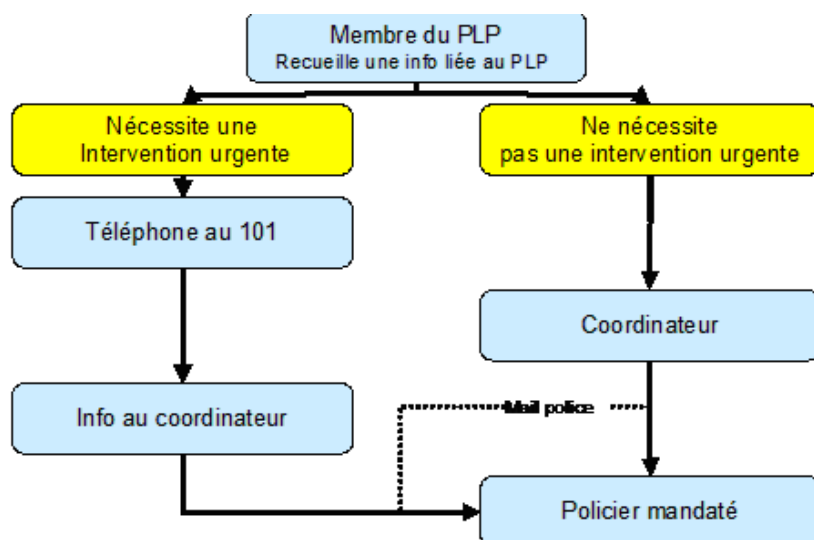 Membre du PLP
Recueille une info liée au PLP
Nécessite une
Intervention urgente
Ne nécessite
pas une intervention urgente
Téléphone au 101
Coordinateur
Info au coordinateur
Mail police
Policier mandaté